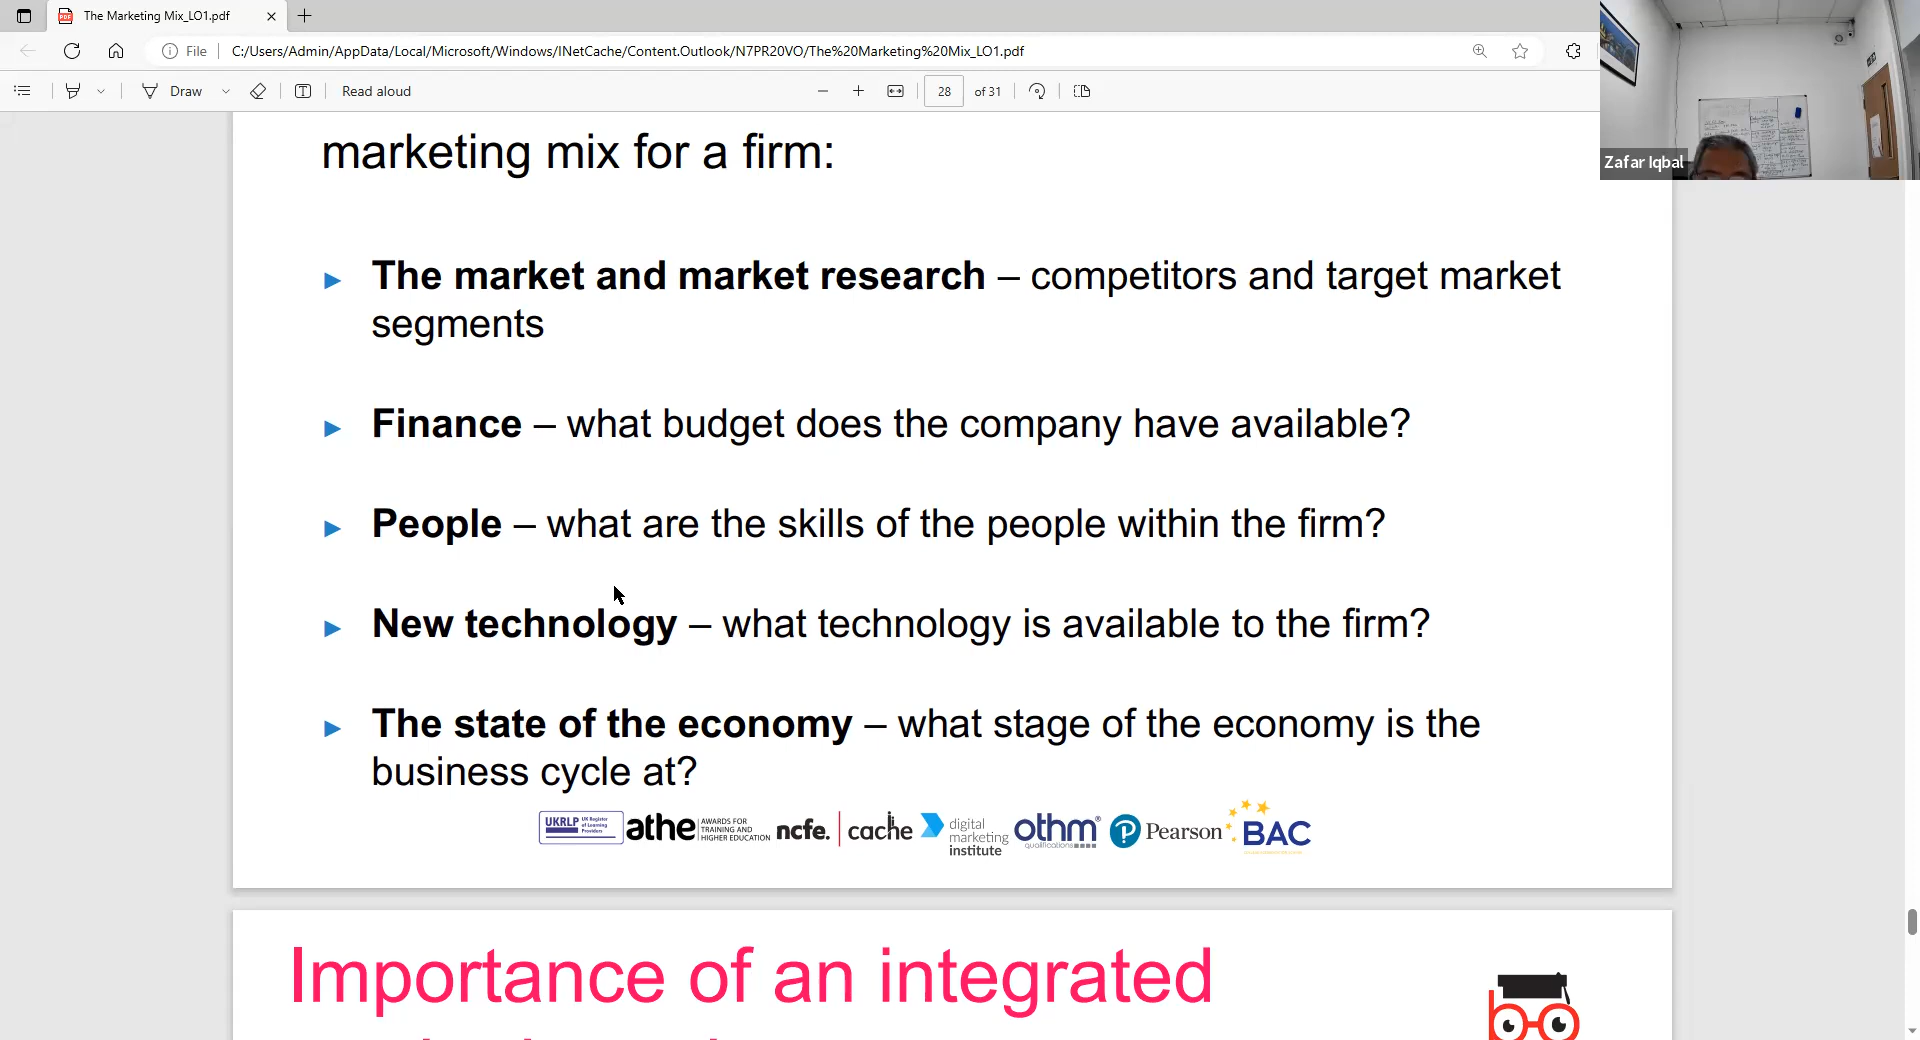 The Marketing Mix_LO1.pdf
File
C:/Users/Admin/AppData/Local/Microsoft/Windows/INetCache/Content.Outlook/N7PR20VO/The%20Marketing%20Mix_LO1.pdf
Draw
Read aloud
28
of 31
Zafar Iqbal
marketing mix for a firm:
► The market and market research – competitors and target market
segments
► Finance – what budget does the company have available?
► People – what are the skills of the people within the firm?
► New technology – what technology is available to the firm?
► The state of the economy – what stage of the economy is the
business cycle at?
UKRLP UK Register of Learning Providers
athe AWARDS FOR TRAINING AND HIGHER EDUCATION
ncfe. cache
digital marketing institute
othm qualifications
Pearson
BAC
Importance of an integrated